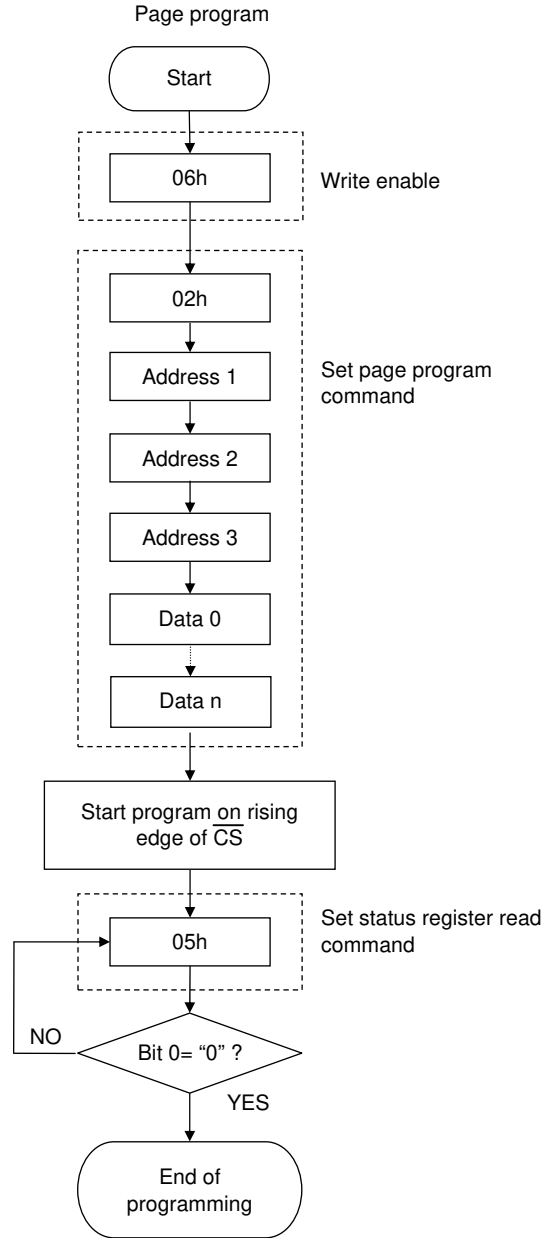 Page program
Start
06h
Write enable
02h
Address 1
Set page program
command
Address 2
Address 3
Data 0
Data n
Start program on rising
edge of C̅S̅
05h
Set status register read
command
NO
Bit 0= “0” ?
YES
End of
programming